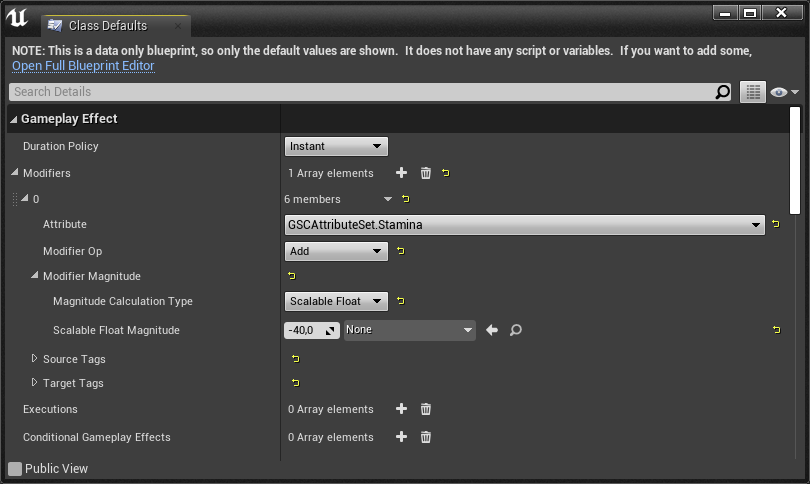 Class Defaults
NOTE: This is a data only blueprint, so only the default values are shown. It does not have any script or variables. If you want to add some,
Open Full Blueprint Editor
Search Details
Gameplay Effect
Duration Policy Instant
Modifiers 1 Array elements
0 6 members
Attribute GSCAttributeSet.Stamina
Modifier Op Add
Modifier Magnitude
Magnitude Calculation Type Scalable Float
Scalable Float Magnitude -40,0 None
Source Tags
Target Tags
Executions 0 Array elements
Conditional Gameplay Effects 0 Array elements
Public View